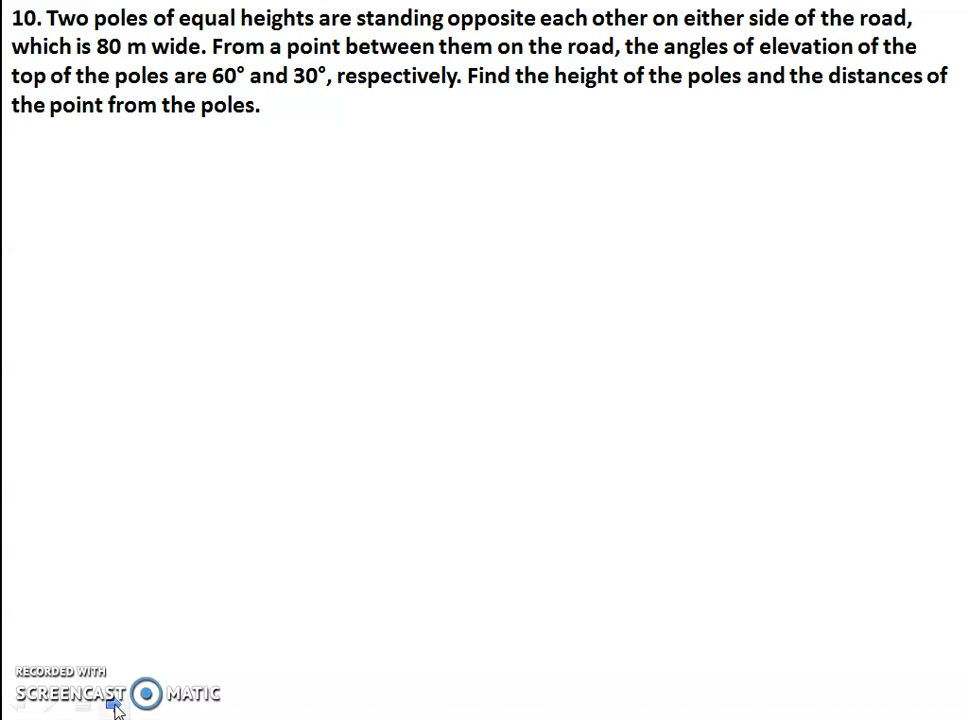 10. Two poles of equal heights are standing opposite each other on either side of the road,
which is 80 m wide. From a point between them on the road, the angles of elevation of the
top of the poles are 60° and 30°, respectively. Find the height of the poles and the distances of
the point from the poles.
RECORDED WITH
SCREENCAST MATIC